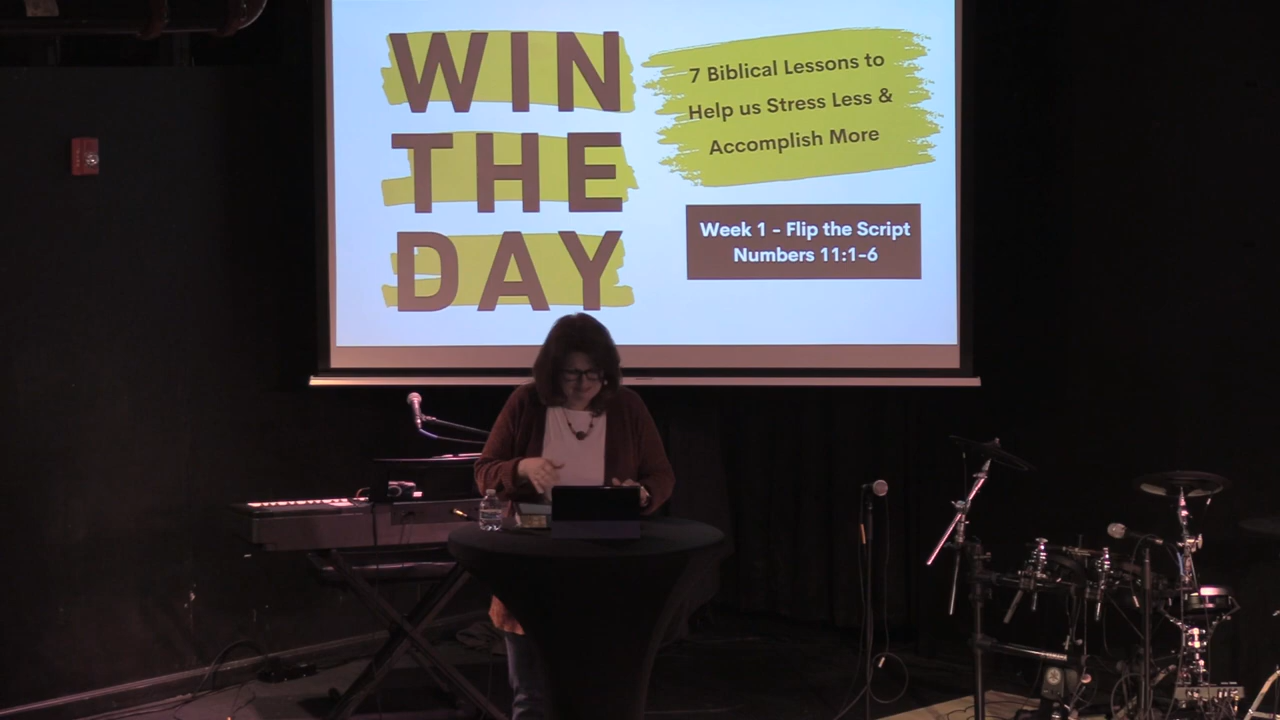 WIN
THE
DAY
7 Biblical Lessons to
Help us Stress Less &
Accomplish More
Week 1 - Flip the Script
Numbers 11:1-6